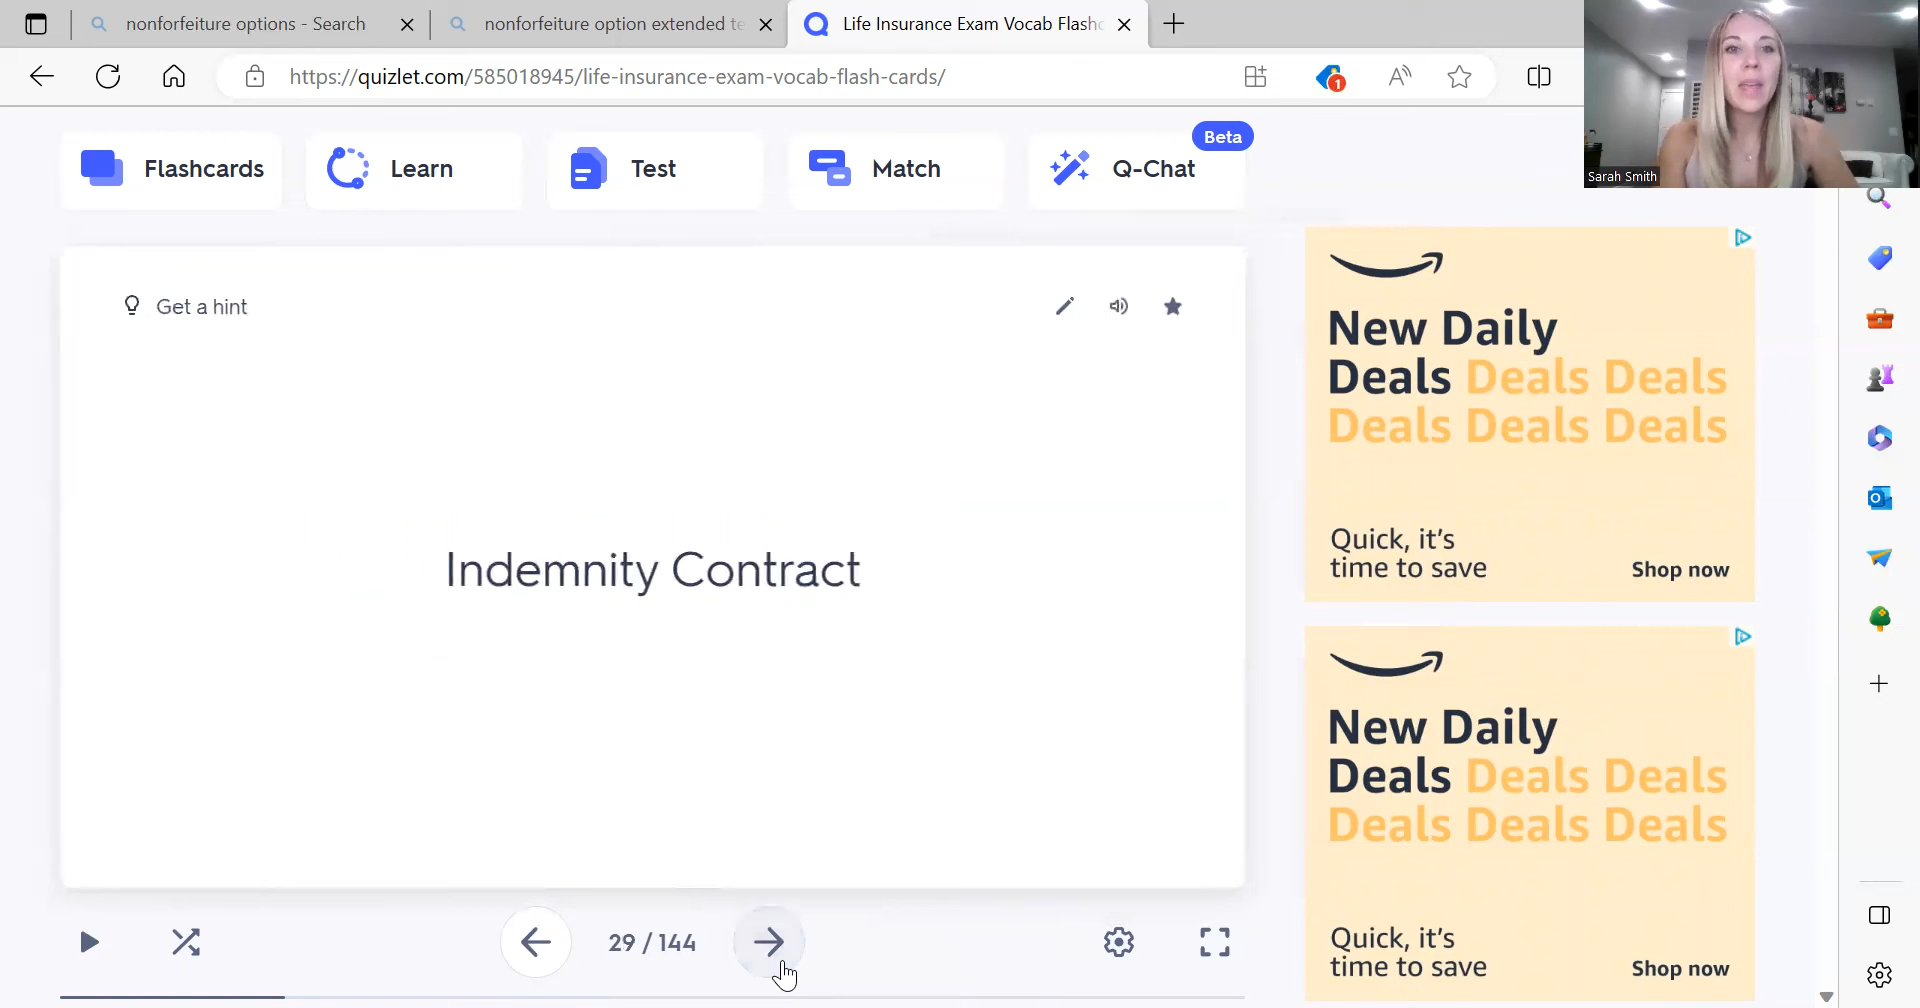 nonforfeiture options - Search
nonforfeiture option extended te
Life Insurance Exam Vocab Flashc
https://quizlet.com/585018945/life-insurance-exam-vocab-flash-cards/
1
Sarah Smith
Flashcards
Learn
Test
Match
Q-Chat
Beta
Get a hint
Indemnity Contract
29 / 144
New Daily
Deals Deals Deals
Deals Deals Deals
Quick, it's
time to save
Shop now
New Daily
Deals Deals Deals
Deals Deals Deals
Quick, it's
time to save
Shop now